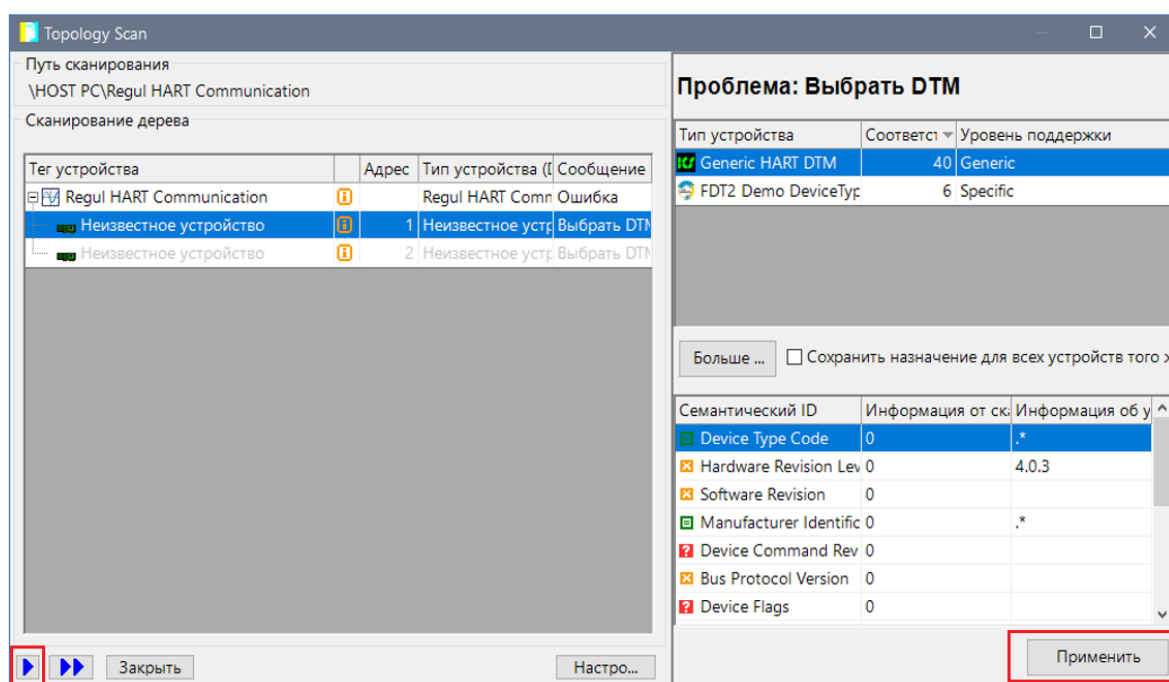 Topology Scan
Путь сканирования
\HOST PC\Regul HART Communication
Сканирование дерева
Тег устройства Адрес Тип устройства (D Сообщение
Regul HART Communication Regul HART Comm Ошибка
Неизвестное устройство 1 Неизвестное устр Выбрать DTM
Неизвестное устройство 2 Неизвестное устр Выбрать DTM
Закрыть Настро...
Проблема: Выбрать DTM
Тип устройства Соответст Уровень поддержки
Generic HART DTM 40 Generic
FDT2 Demo DeviceTyp 6 Specific
Больше ... Сохранить назначение для всех устройств того ж
Семантический ID Информация от ска Информация об у
Device Type Code 0 .*
Hardware Revision Lev 0 4.0.3
Software Revision 0
Manufacturer Identific 0 .*
Device Command Rev 0
Bus Protocol Version 0
Device Flags 0
Применить